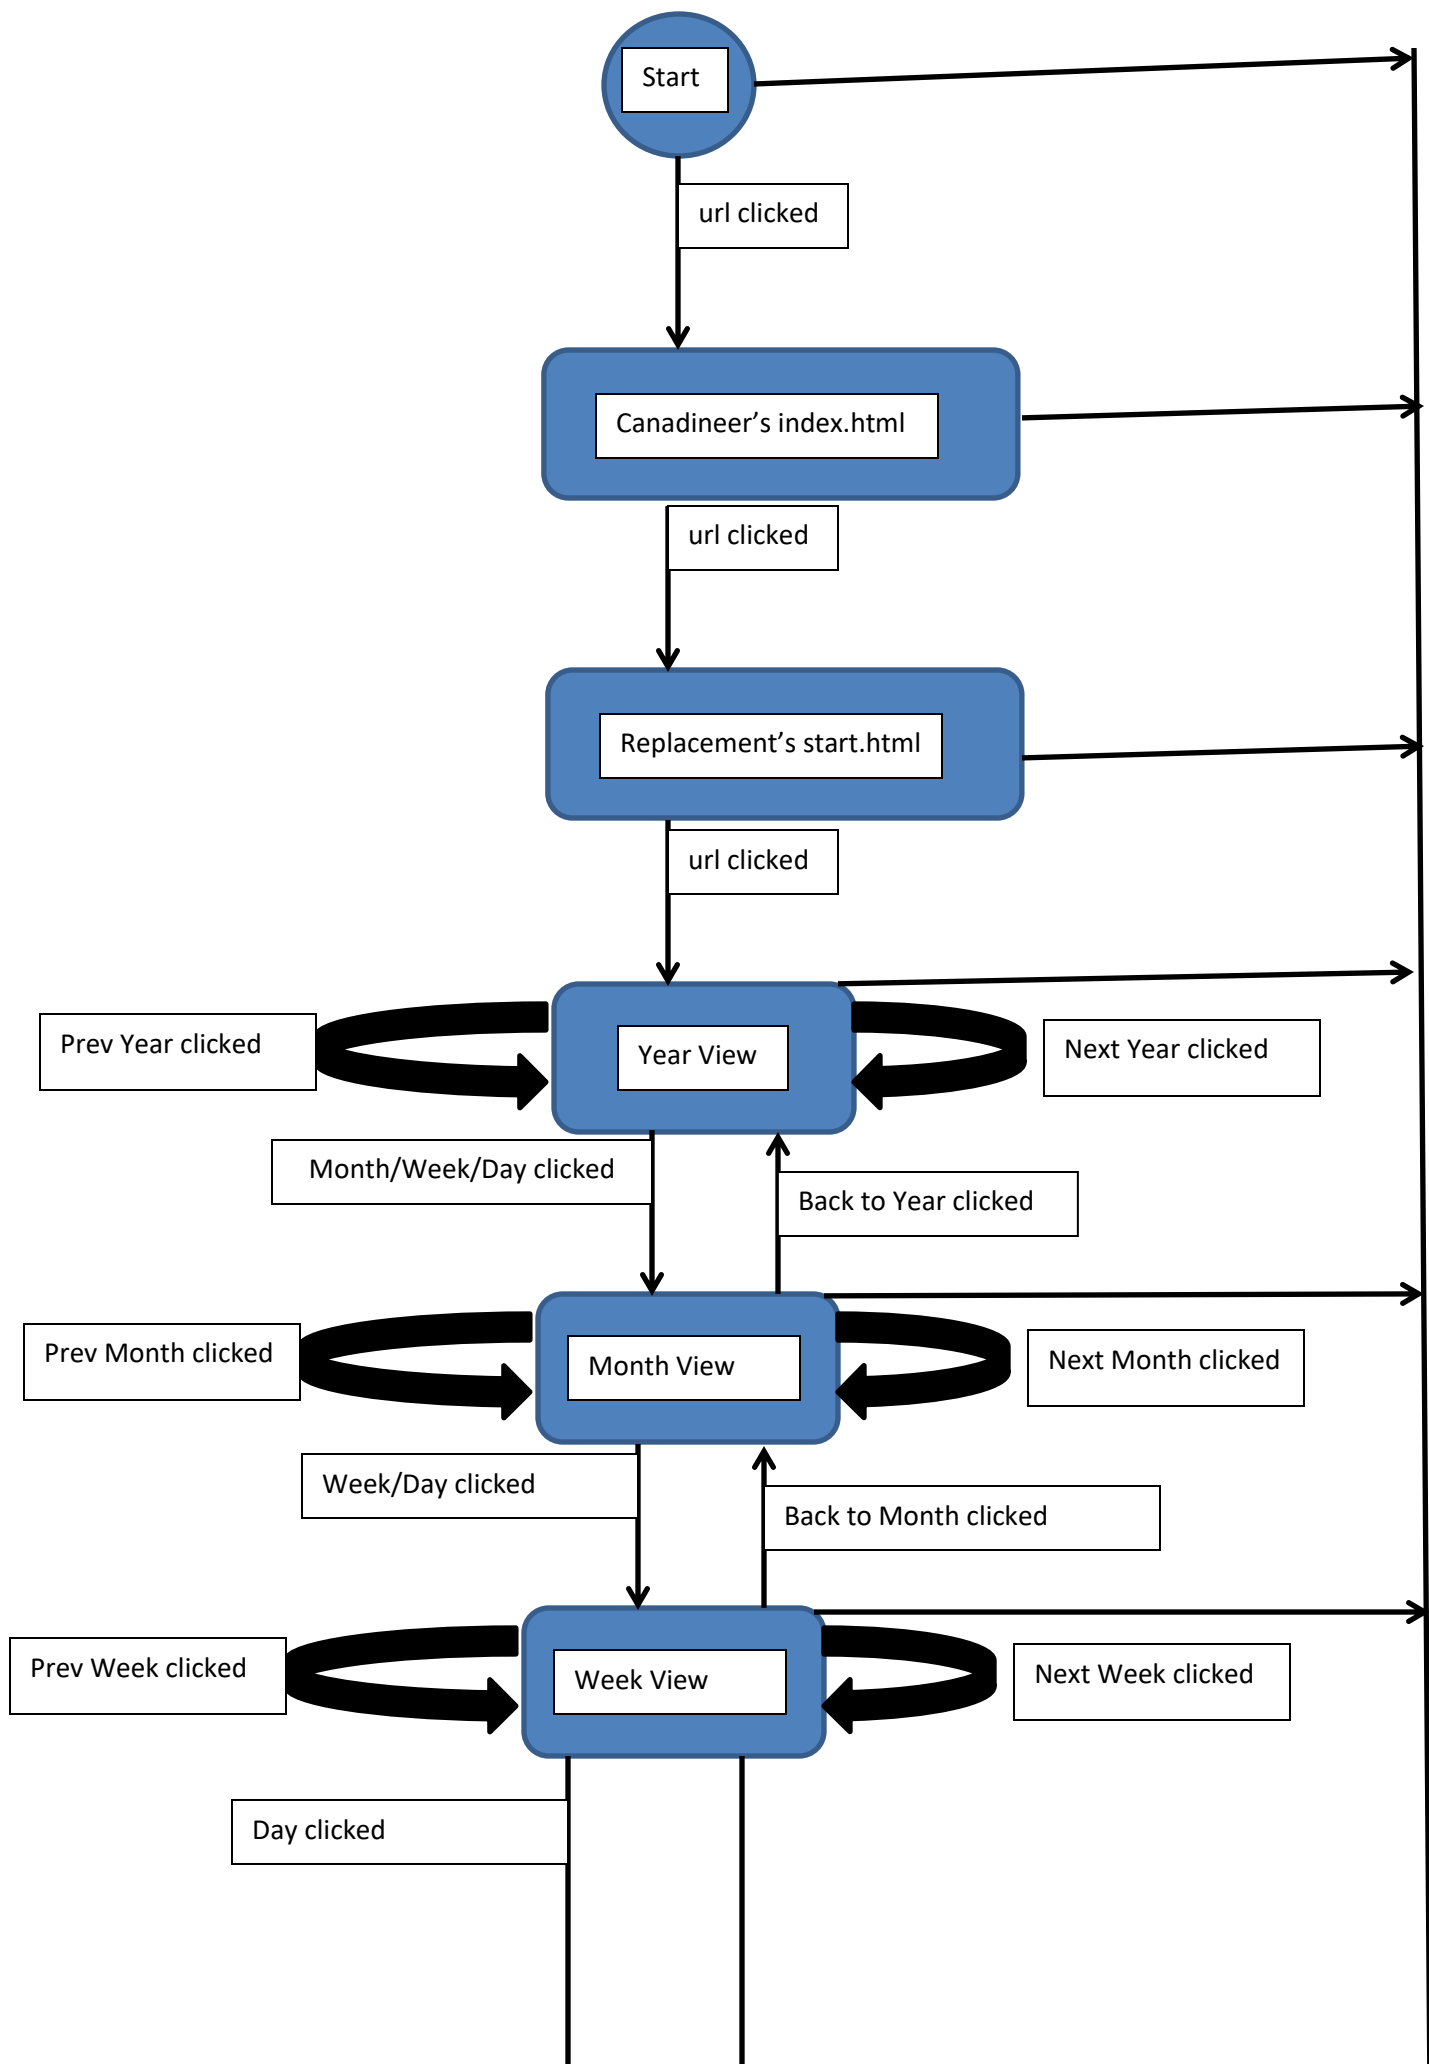 Start
url clicked
Canadineer’s index.html
url clicked
Replacement’s start.html
url clicked
Prev Year clicked
Year View
Next Year clicked
Month/Week/Day clicked
Back to Year clicked
Prev Month clicked
Month View
Next Month clicked
Week/Day clicked
Back to Month clicked
Prev Week clicked
Week View
Next Week clicked
Day clicked